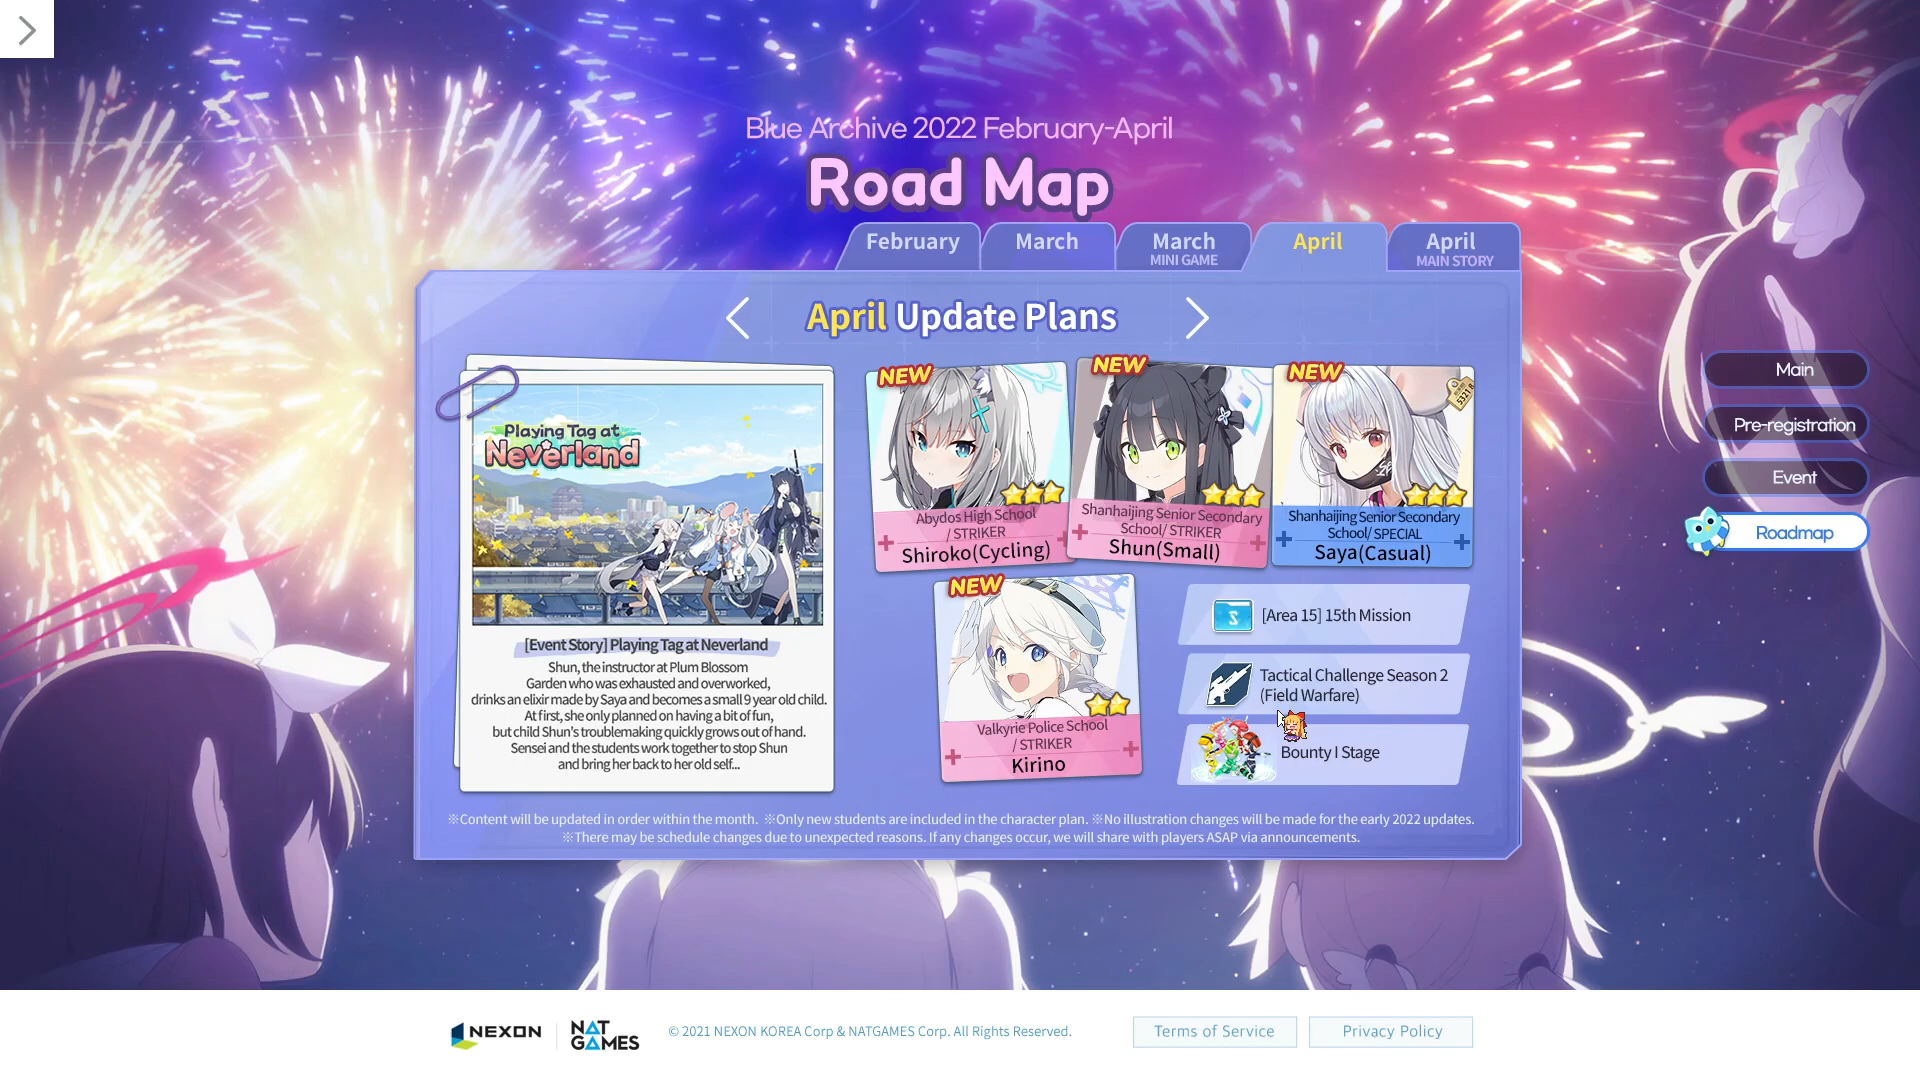 Blue Archive 2022 February-April
Road Map
February
March
March
MINI GAME
April
April
MAIN STORY
April Update Plans
Playing Tag at
Neverland
[Event Story] Playing Tag at Neverland
Shun, the instructor at Plum Blossom
Garden who was exhausted and overworked,
drinks an elixir made by Saya and becomes a small 9 year old child.
At first, she only planned on having a bit of fun,
but child Shun's troublemaking quickly grows out of hand.
Sensei and the students work together to stop Shun
and bring her back to her old self...
NEW
Abydos High School
/ STRIKER
Shiroko(Cycling)
NEW
Shanhaijing Senior Secondary
School/ STRIKER
Shun(Small)
NEW
Shanhaijing Senior Secondary
School/ SPECIAL
Saya(Casual)
NEW
Valkyrie Police School
/ STRIKER
Kirino
[Area 15] 15th Mission
Tactical Challenge Season 2
(Field Warfare)
Bounty I Stage
※Content will be updated in order within the month. ※Only new students are included in the character plan. ※No illustration changes will be made for the early 2022 updates.
※There may be schedule changes due to unexpected reasons. If any changes occur, we will share with players ASAP via announcements.
Main
Pre-registration
Event
Roadmap
NEXON
NAT
GAMES
© 2021 NEXON KOREA Corp & NATGAMES Corp. All Rights Reserved.
Terms of Service
Privacy Policy